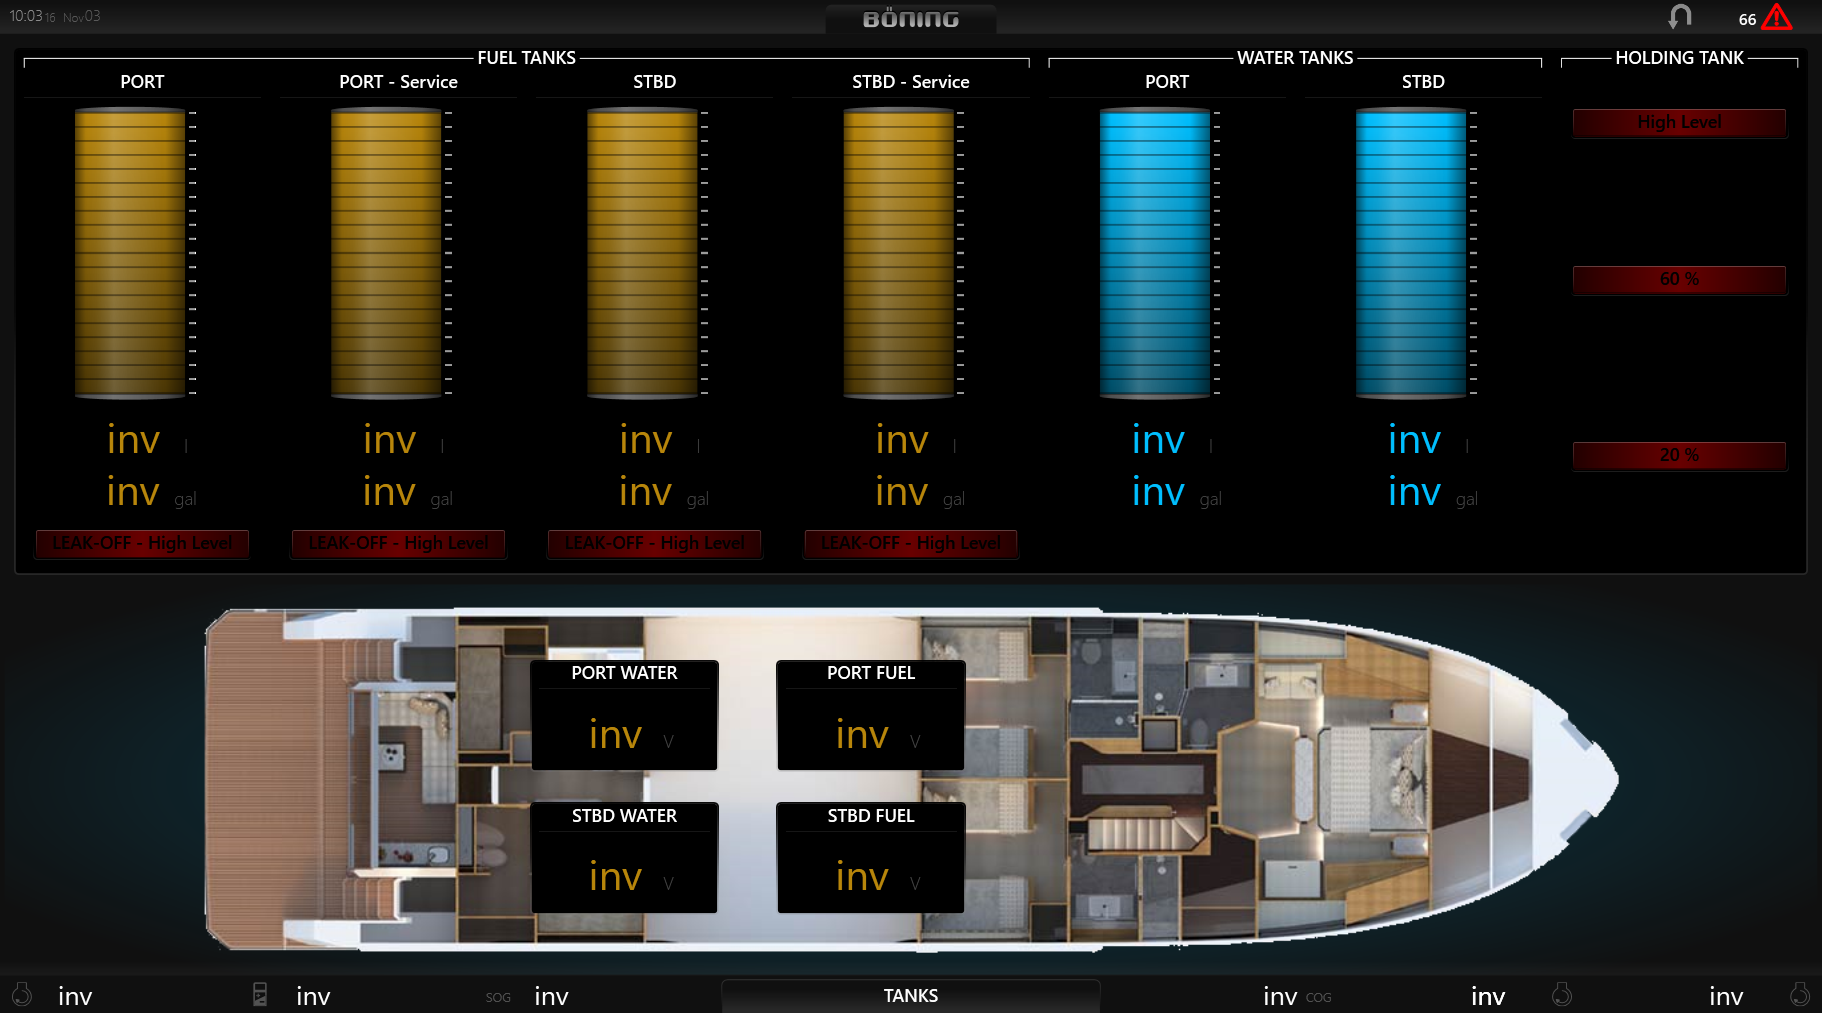 10:03 16 Nov 03
BÖNING
66
FUEL TANKS
WATER TANKS
HOLDING TANK
PORT
PORT - Service
STBD
STBD - Service
PORT
STBD
High Level
60 %
20 %
inv l
inv l
inv l
inv l
inv l
inv l
inv gal
inv gal
inv gal
inv gal
inv gal
inv gal
LEAK-OFF - High Level
LEAK-OFF - High Level
LEAK-OFF - High Level
LEAK-OFF - High Level
PORT WATER
inv V
PORT FUEL
inv V
STBD WATER
inv V
STBD FUEL
inv V
inv
inv
SOG inv
TANKS
inv COG
inv
inv